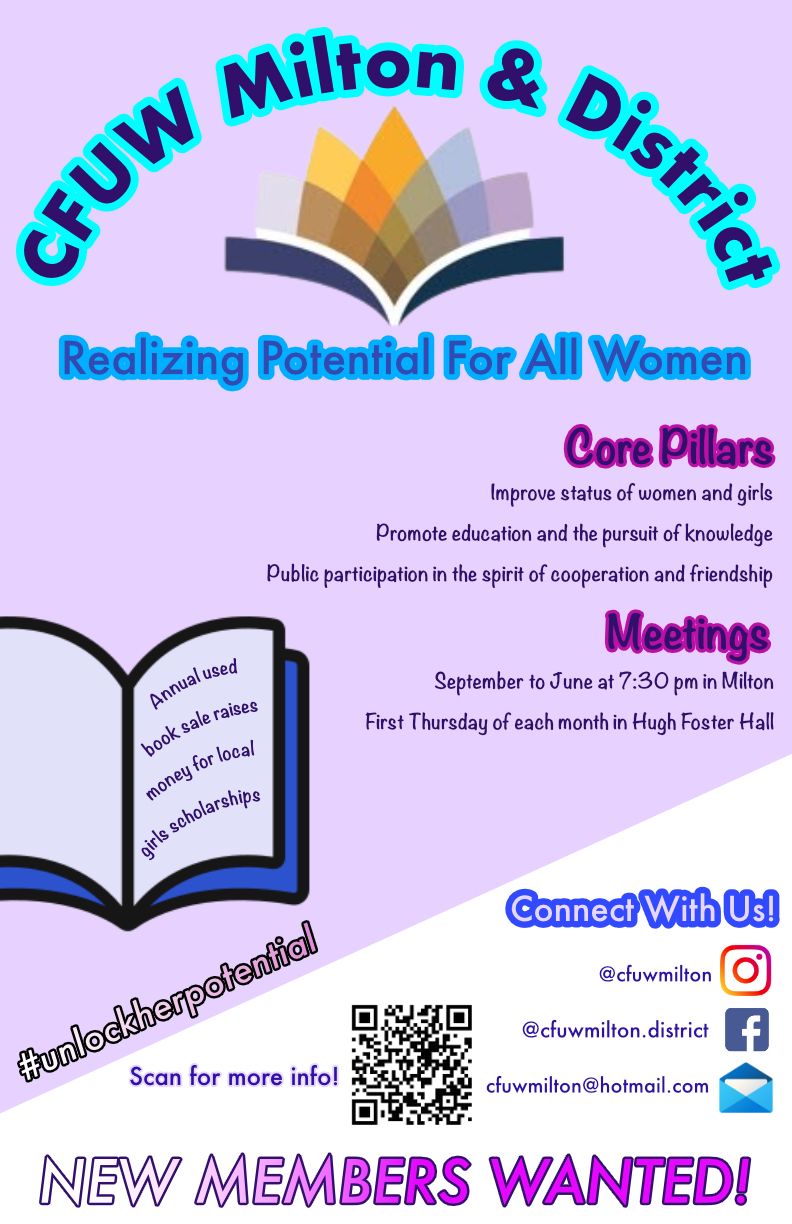 CFUW Milton & District
Realizing Potential For All Women
Core Pillars
Improve status of women and girls
Promote education and the pursuit of knowledge
Public participation in the spirit of cooperation and friendship
Meetings
September to June at 7:30 pm in Milton
First Thursday of each month in Hugh Foster Hall
Annual used
book sale raises
money for local
girls scholarships
#unlockherpotential
Connect With Us!
@cfuwmilton
@cfuwmilton.district
cfuwmilton@hotmail.com
Scan for more info!
NEW MEMBERS WANTED!